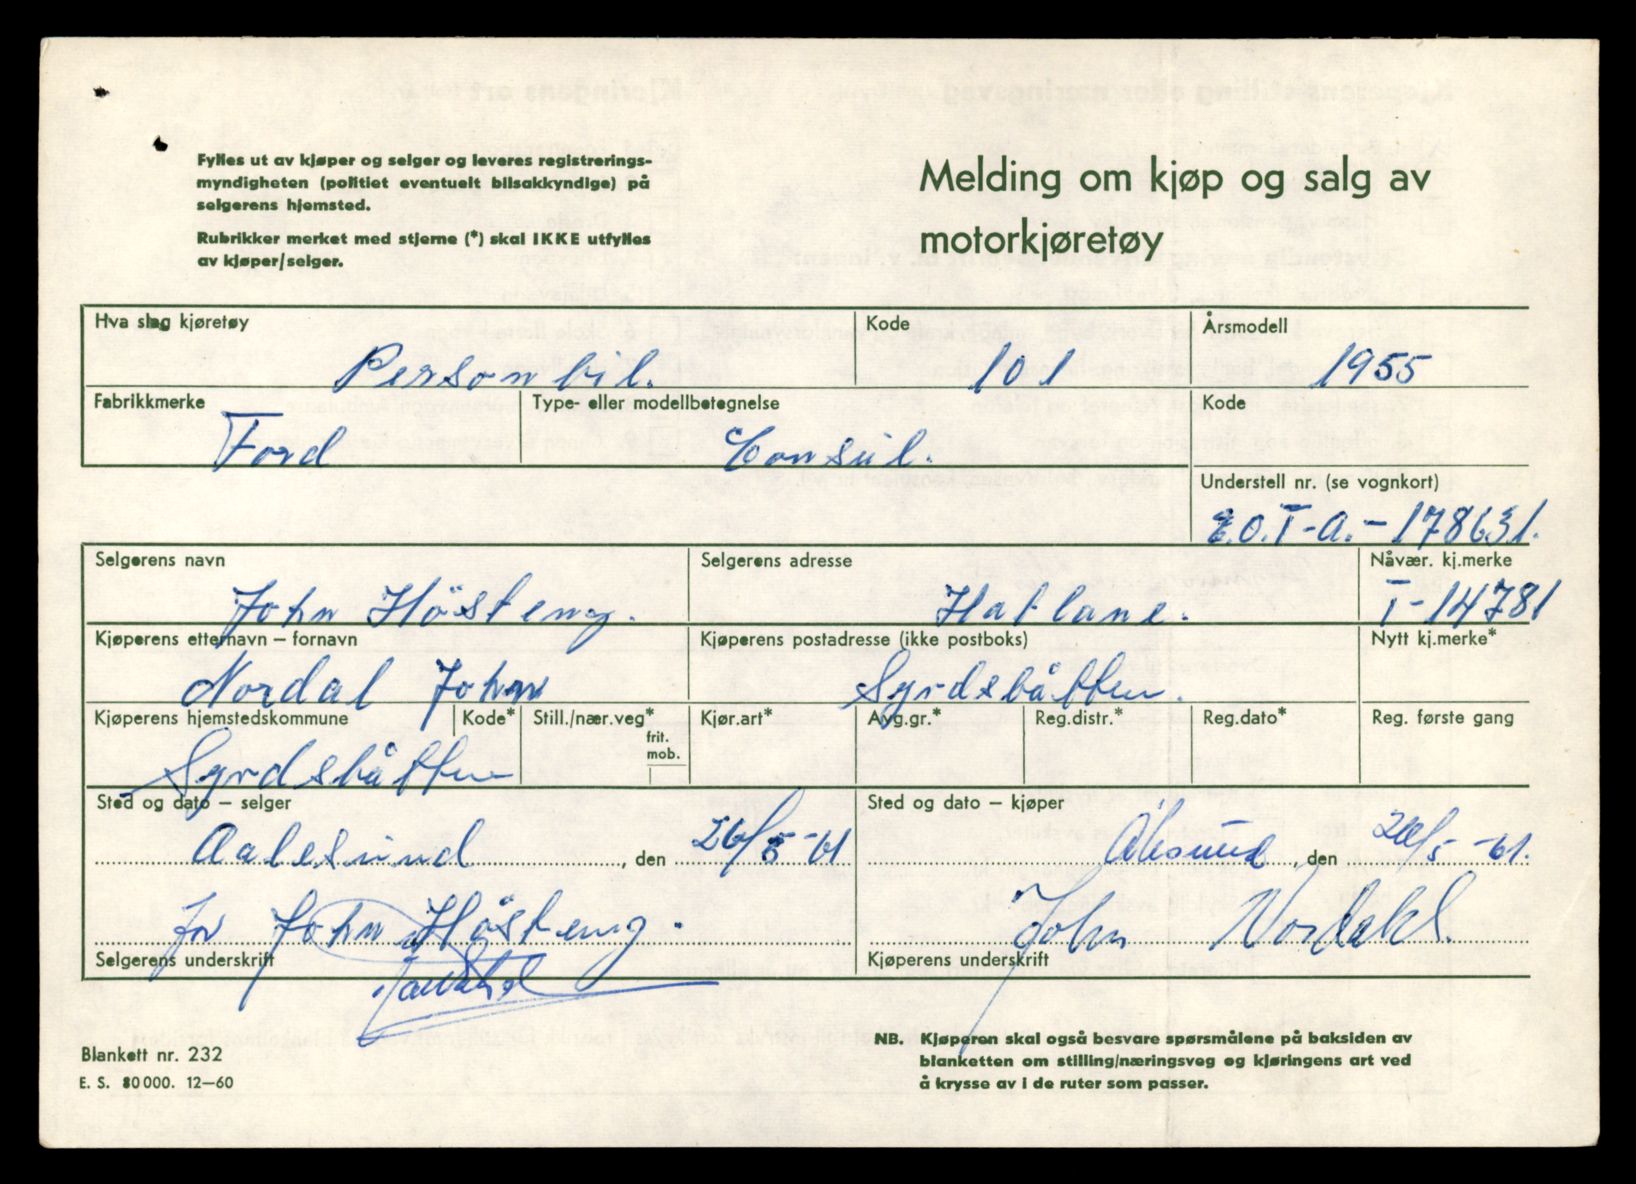 Fylles ut av kjøper og selger og leveres registrerings-
myndigheten (politiet eventuelt bilsakkyndige) på
selgerens hjemsted.
Rubrikker merket med stjerne (*) skal IKKE utfylles
av kjøper/selger.
Melding om kjøp og salg av
motorkjøretøy
Hva slag kjøretøy
Kode
Årsmodell
Personbil.
101
1955
Fabrikkmerke
Type- eller modellbetegnelse
Kode
Ford
Consul.
Understell nr. (se vognkort)
E.O.T-A.-178631.
Selgerens navn
Selgerens adresse
Nåvær. kj.merke
John Hösteng.
Hatlane.
T-14781
Kjøperens etternavn – fornavn
Kjøperens postadresse (ikke postboks)
Nytt kj.merke*
Nordal John
Syvdsbåtten.
Kjøperens hjemstedskommune
Kode*
Still./nær.veg*
frit.
mob.
Kjør.art*
Avg.gr.*
Reg.distr.*
Reg.dato*
Reg. første gang
Syvdsbåtten
Sted og dato – selger
Sted og dato – kjøper
Aalesund, den 26/5-61
Ålesund, den 26/5-61.
for John Hösteng.
John Nordahl.
Selgerens underskrift
Kjøperens underskrift
Blankett nr. 232
E. S. 80000. 12—60
NB. Kjøperen skal også besvare spørsmålene på baksiden av
blanketten om stilling/næringsveg og kjøringens art ved
å krysse av i de ruter som passer.